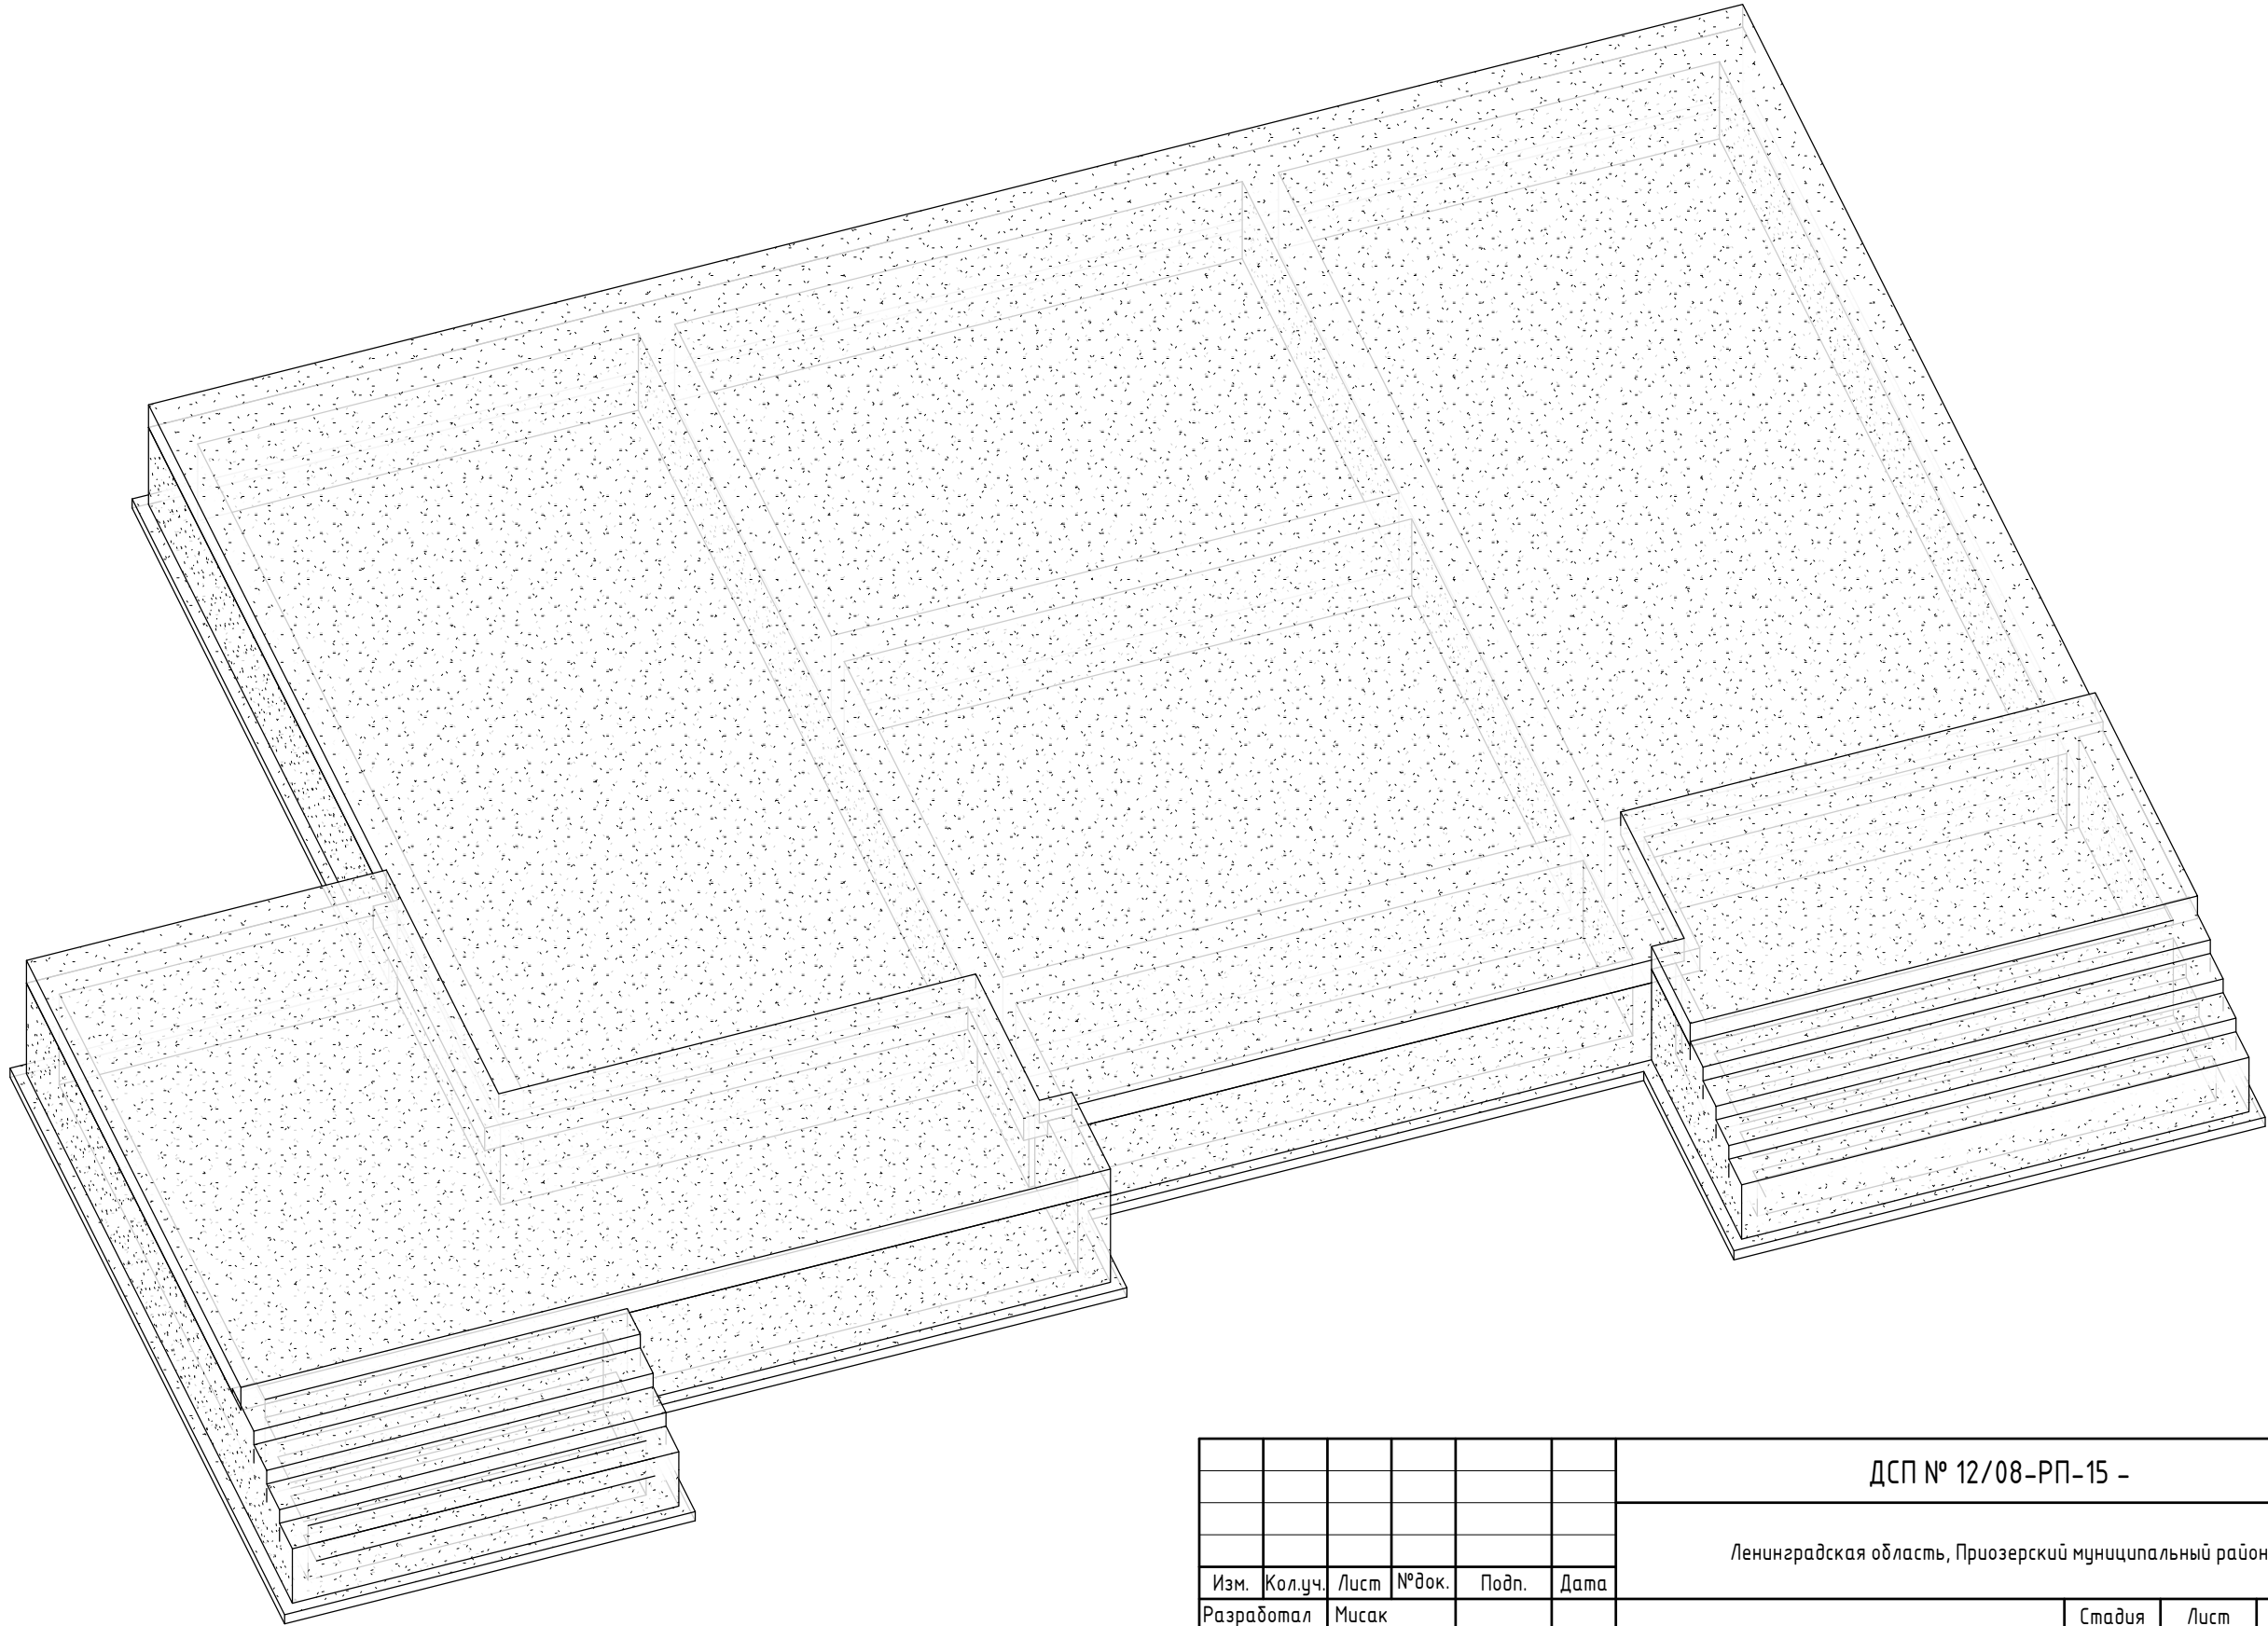 ДСП № 12/08-РП-15 -
Ленинградская область, Приозерский муниципальный район
Изм. Кол.уч. Лист №док. Подп. Дата
Разработал Мисак Стадия Лист